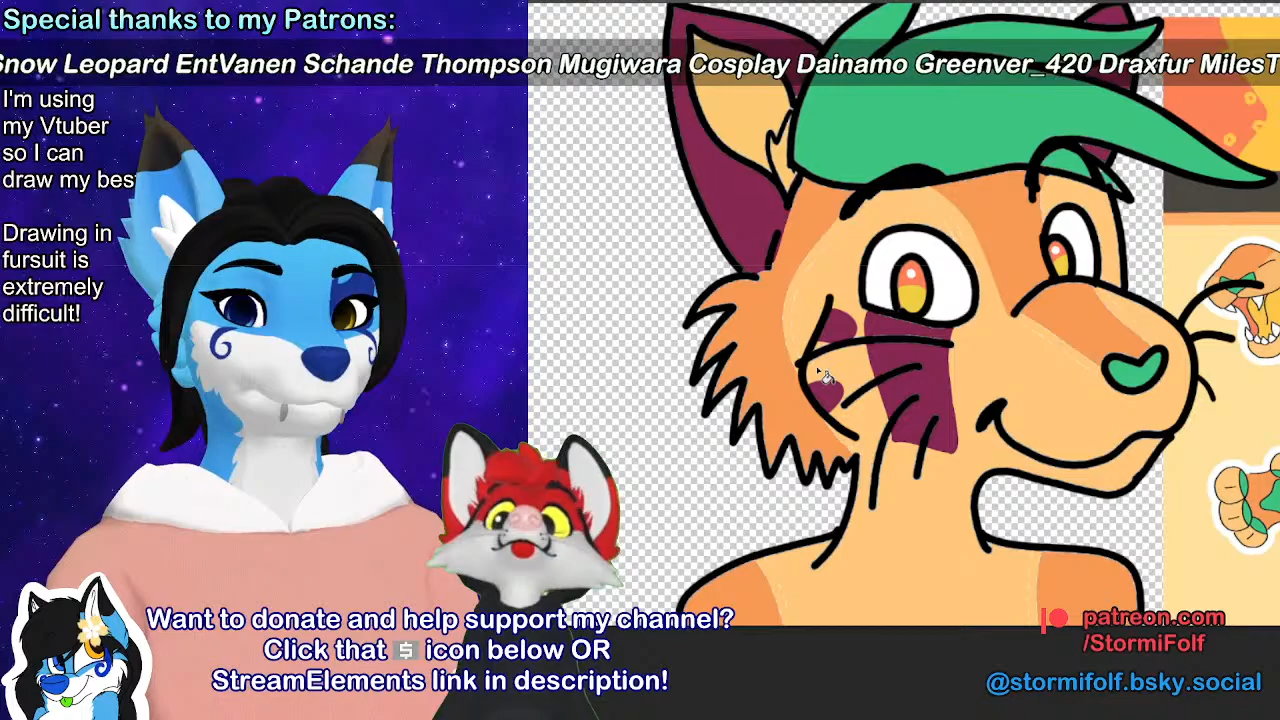 Special thanks to my Patrons:
Snow Leopard EntVanen Schande Thompson Mugiwara Cosplay Dainamo Greenver_420 Draxfur MilesT
I'm using
my Vtuber
so I can
draw my best
Drawing in
fursuit is
extremely
difficult!
Want to donate and help support my channel?
Click that $ icon below OR
StreamElements link in description!
patreon.com
/StormiFolf
@stormifolf.bsky.social